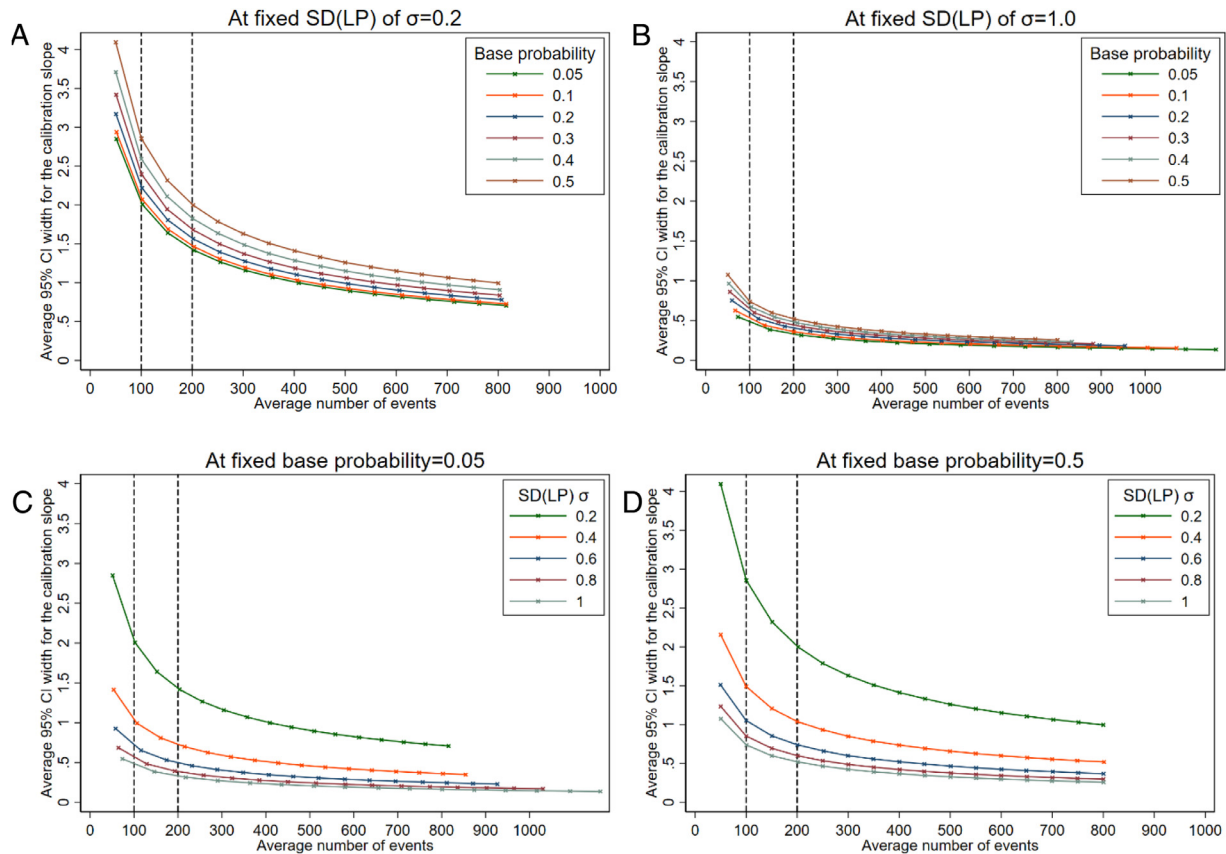 A
At fixed SD(LP) of σ=0.2
Average 95% CI width for the calibration slope
4
3.5
3
2.5
2
1.5
1
.5
0
Base probability
0.05
0.1
0.2
0.3
0.4
0.5
0 100 200 300 400 500 600 700 800 900 1000
Average number of events
B
At fixed SD(LP) of σ=1.0
Average 95% CI width for the calibration slope
4
3.5
3
2.5
2
1.5
1
.5
0
Base probability
0.05
0.1
0.2
0.3
0.4
0.5
0 100 200 300 400 500 600 700 800 900 1000
Average number of events
C
At fixed base probability=0.05
Average 95% CI width for the calibration slope
4
3.5
3
2.5
2
1.5
1
.5
0
SD(LP) σ
0.2
0.4
0.6
0.8
1
0 100 200 300 400 500 600 700 800 900 1000
Average number of events
D
At fixed base probability=0.5
Average 95% CI width for the calibration slope
4
3.5
3
2.5
2
1.5
1
.5
0
SD(LP) σ
0.2
0.4
0.6
0.8
1
0 100 200 300 400 500 600 700 800 900 1000
Average number of events